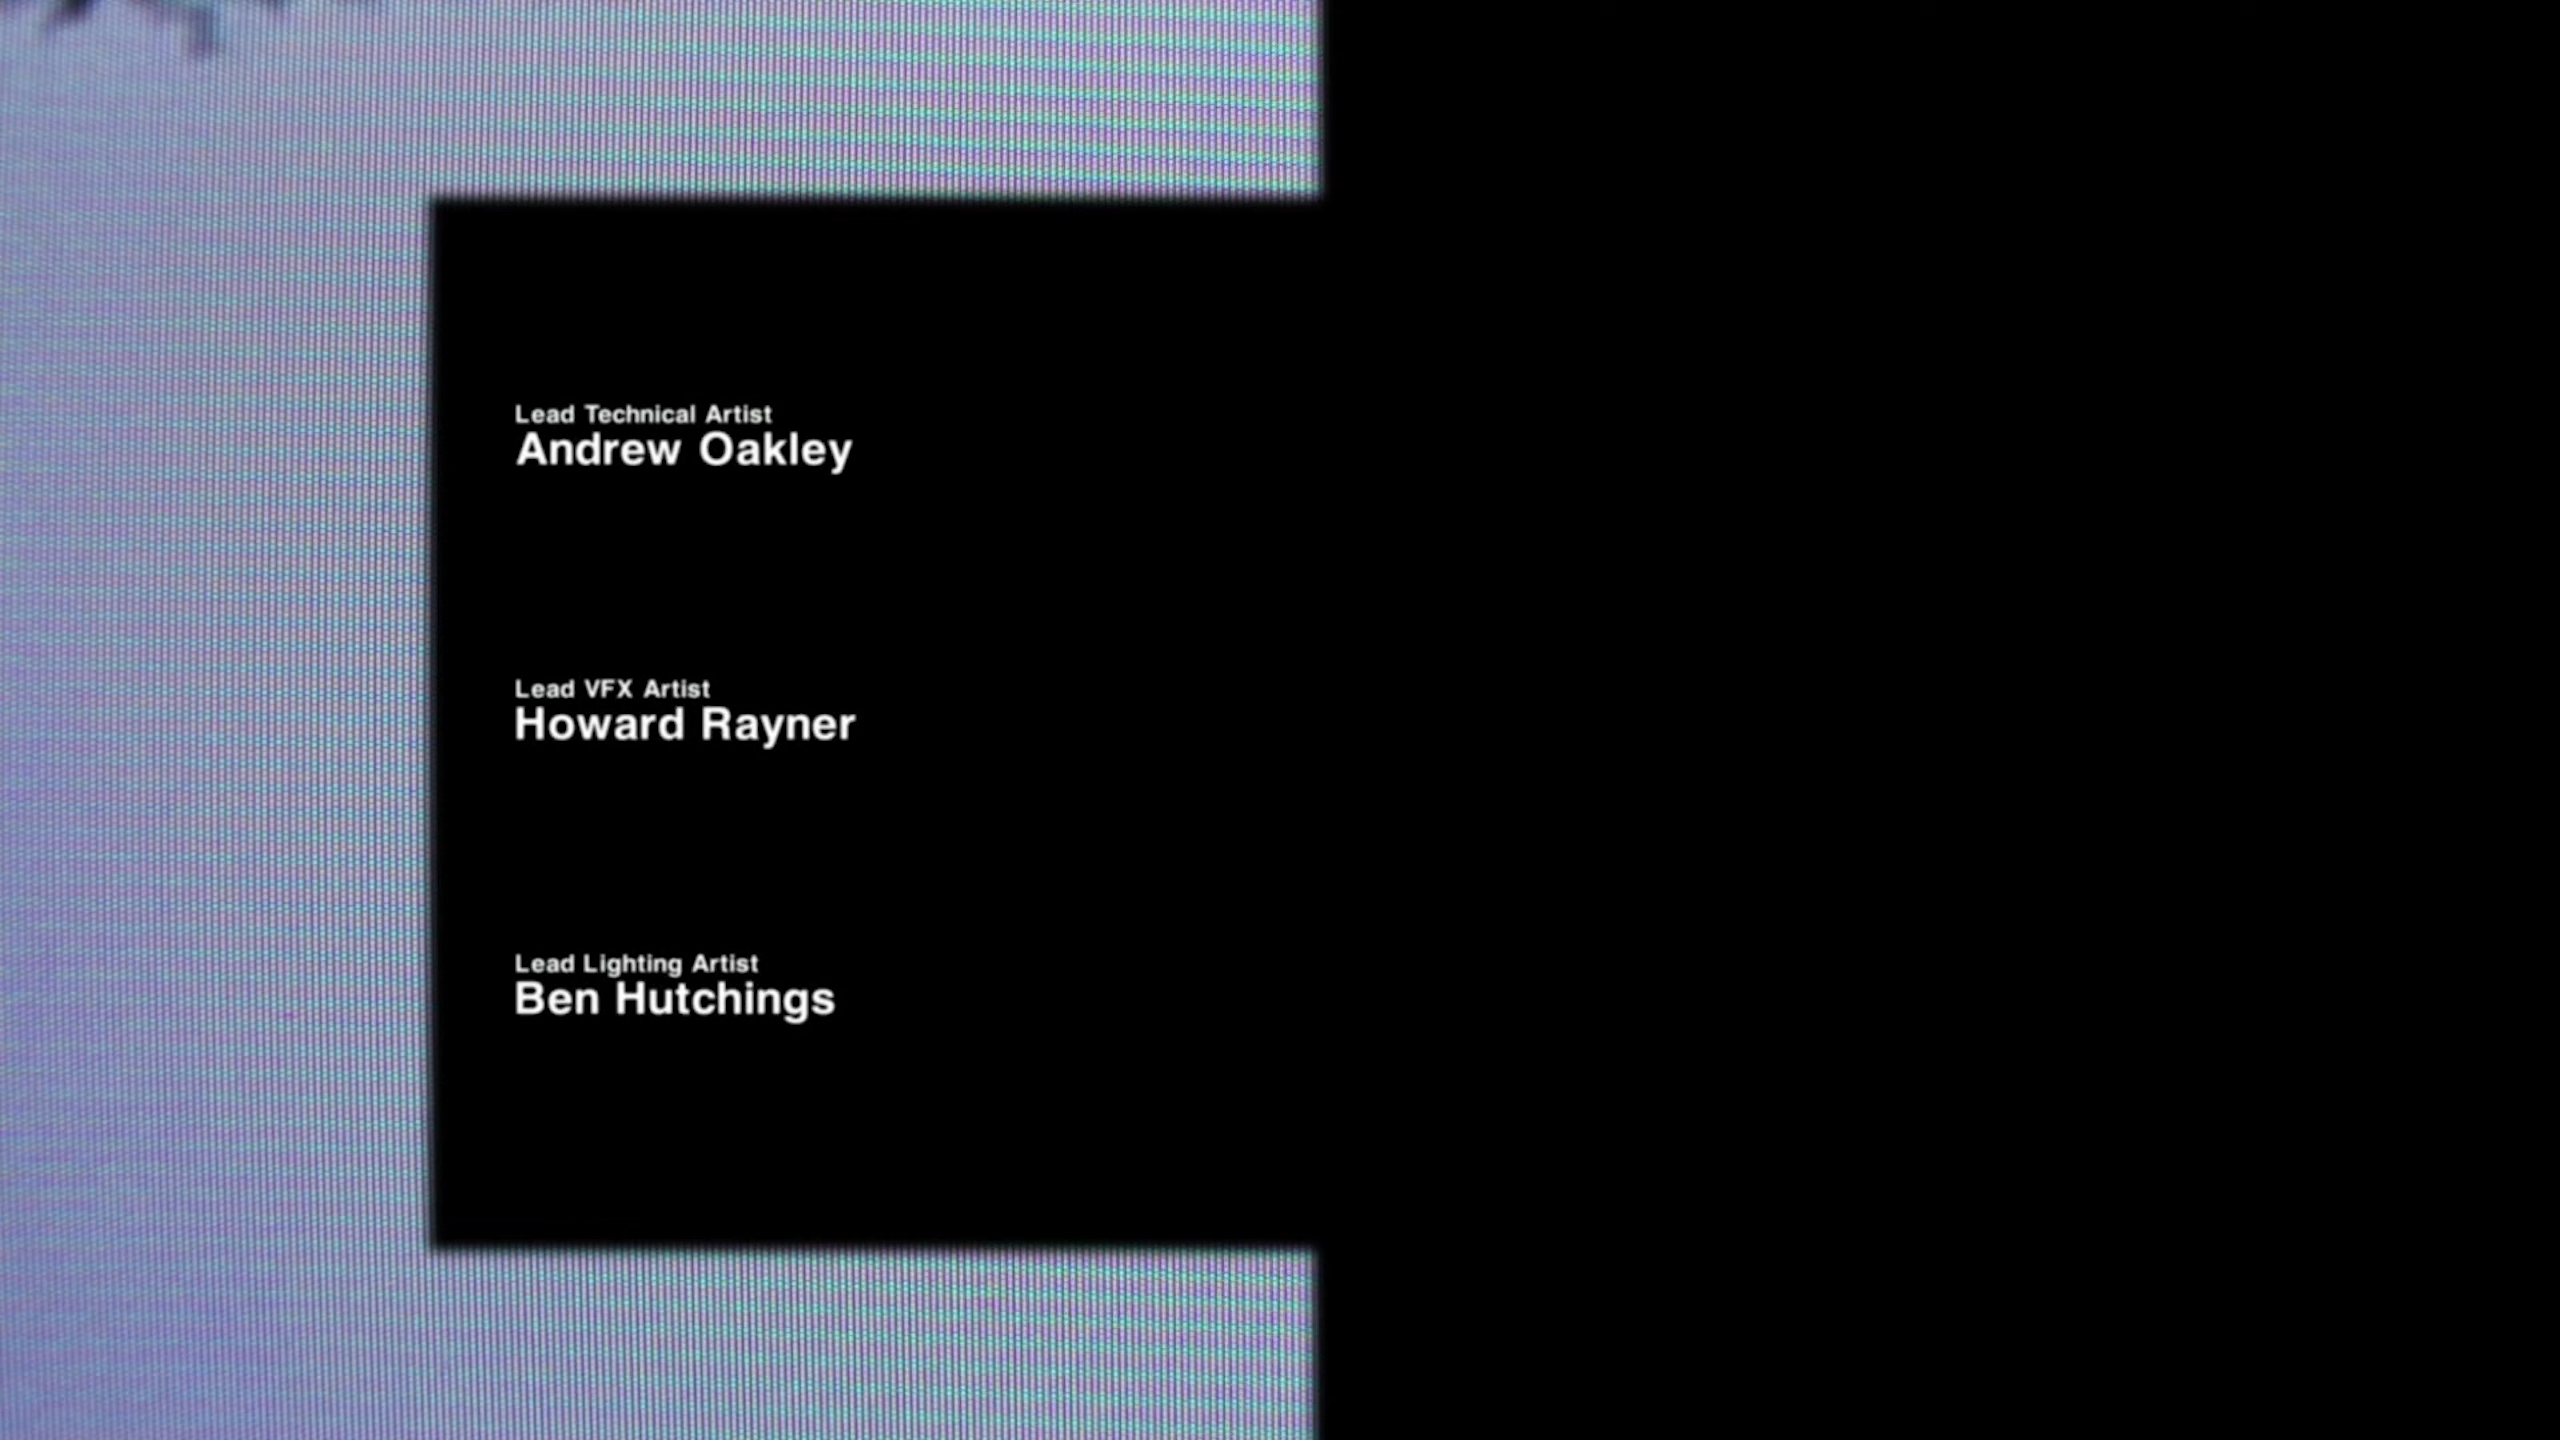 Lead Technical Artist
Andrew Oakley
Lead VFX Artist
Howard Rayner
Lead Lighting Artist
Ben Hutchings